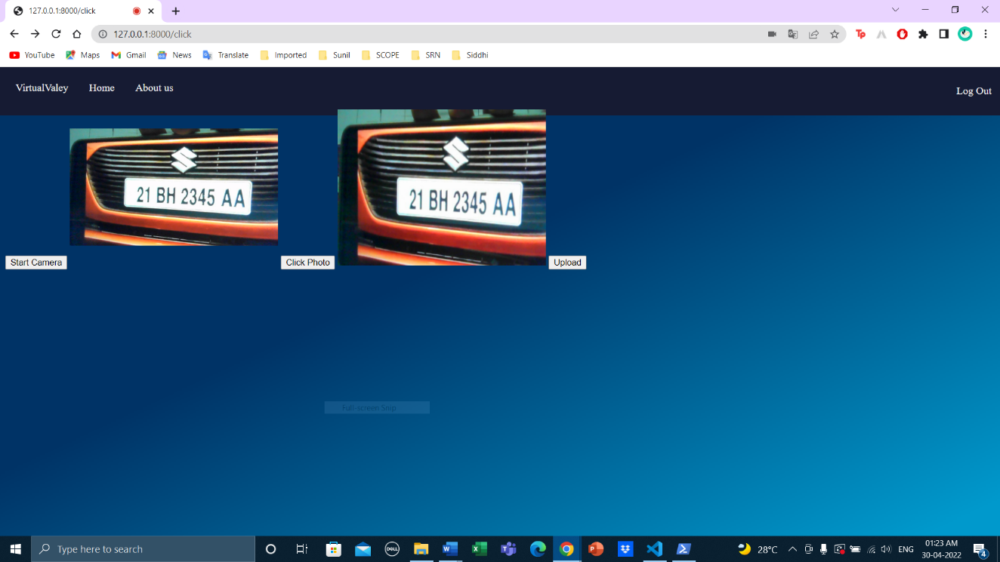 127.0.0.1:8000/click
127.0.0.1:8000/click
YouTube Maps Gmail News Translate Imported Sunil SCOPE SRN Siddhi
VirtualValey Home About us Log Out
21 BH 2345 AA
21 BH 2345 AA
Start Camera Click Photo Upload
Full-screen Snip
Type here to search
28°C ENG 01:23 AM
30-04-2022
4